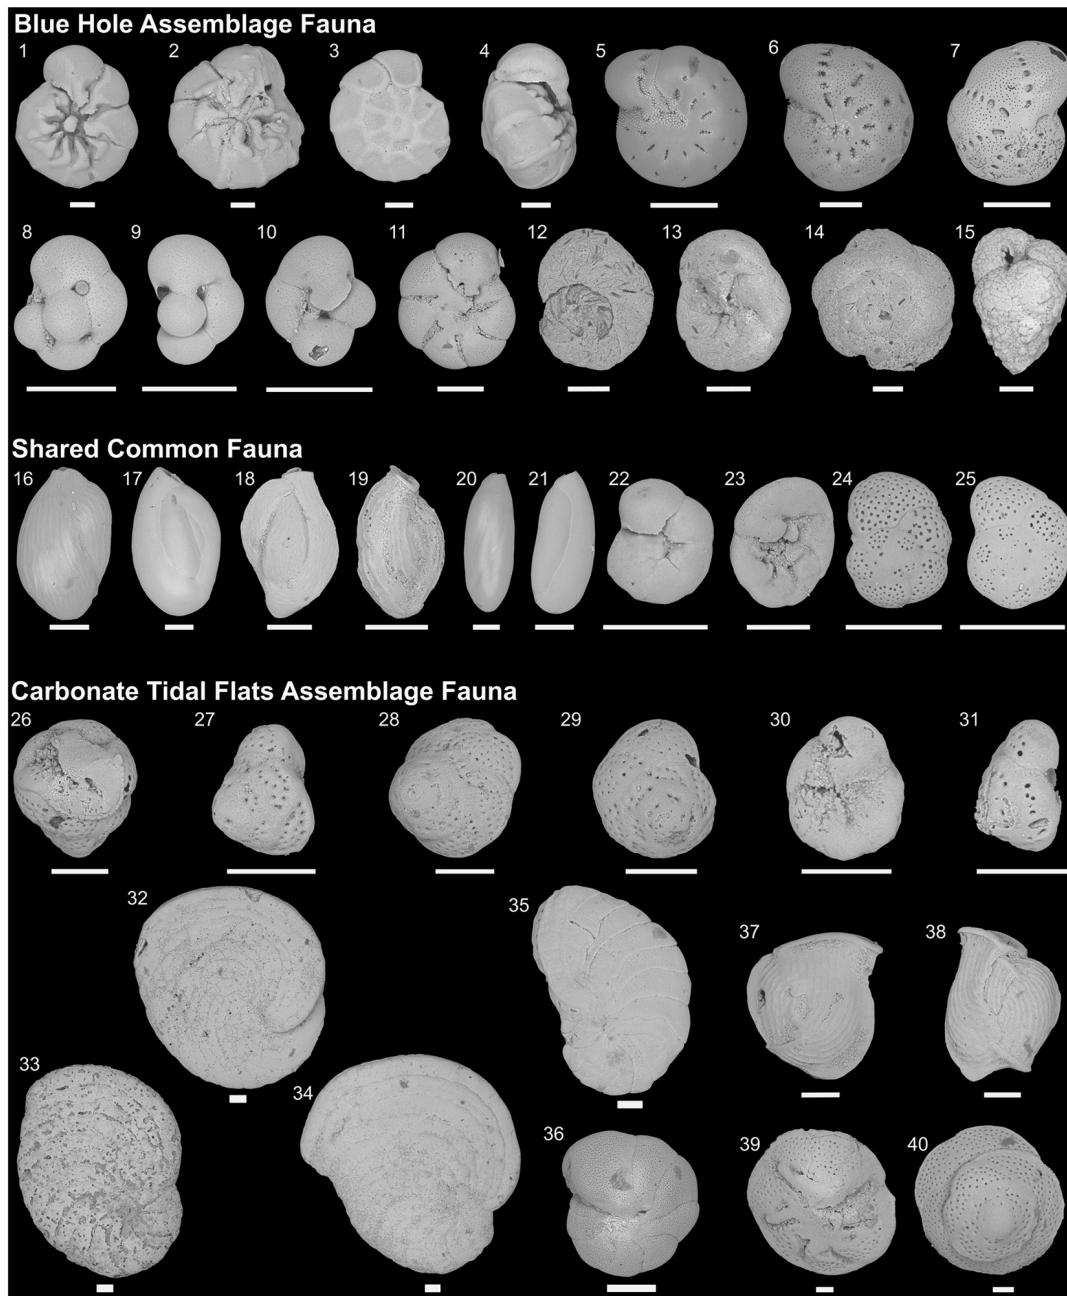 Blue Hole Assemblage Fauna
1 2 3 4 5 6 7
8 9 10 11 12 13 14 15
Shared Common Fauna
16 17 18 19 20 21 22 23 24 25
Carbonate Tidal Flats Assemblage Fauna
26 27 28 29 30 31
32 35 37 38
33 34 36 39 40